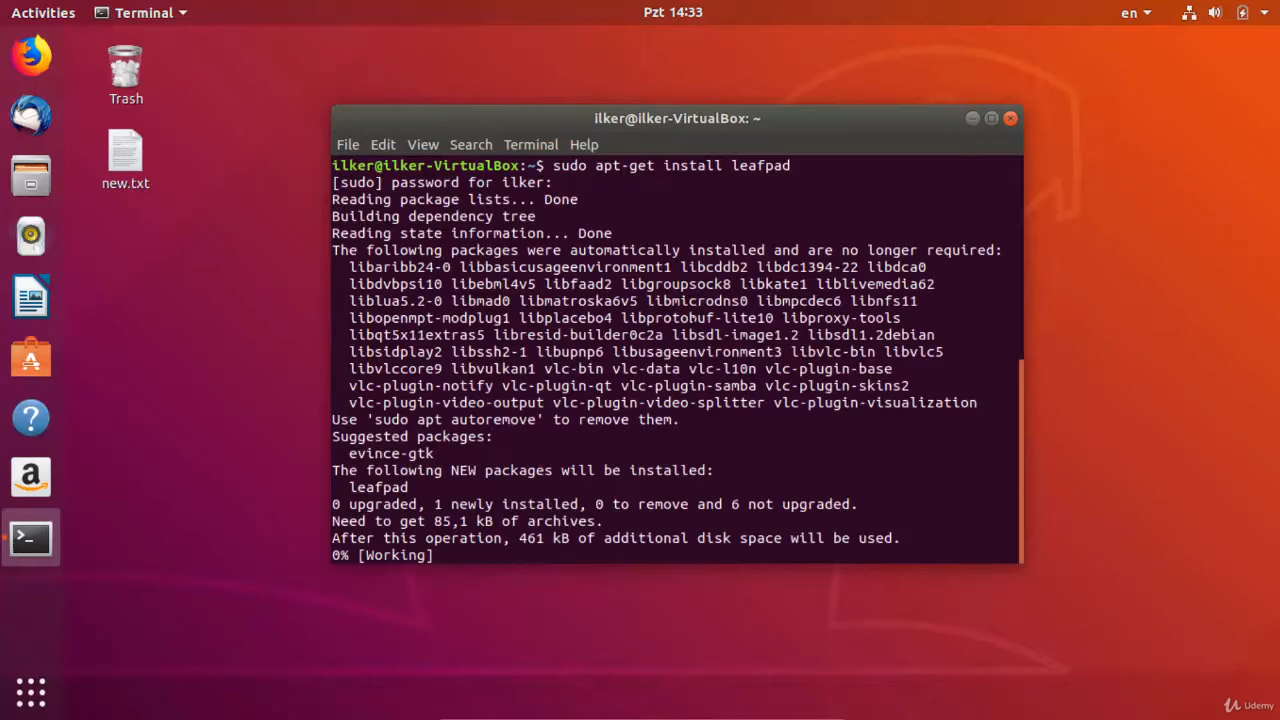 Activities
Terminal
Pzt 14:33
en
Trash
new.txt
ilker@ilker-VirtualBox: ~
File Edit View Search Terminal Help
ilker@ilker-VirtualBox:~$ sudo apt-get install leafpad
[sudo] password for ilker:
Reading package lists... Done
Building dependency tree
Reading state information... Done
The following packages were automatically installed and are no longer required:
libaribb24-0 libbasicusageenvironment1 libcddb2 libdc1394-22 libdca0
libdvbpsi10 libebml4v5 libfaad2 libgroupsock8 libkate1 liblivemedia62
liblua5.2-0 libmad0 libmatroska6v5 libmicrodns0 libmpcdec6 libnfs11
libopenmpt-modplug1 libplacebo4 libprotobuf-lite10 libproxy-tools
libqt5x11extras5 libresid-builder0c2a libsdl-image1.2 libsdl1.2debian
libsidplay2 libssh2-1 libupnp6 libusageenvironment3 libvlc-bin libvlc5
libvlccore9 libvulkan1 vlc-bin vlc-data vlc-l10n vlc-plugin-base
vlc-plugin-notify vlc-plugin-qt vlc-plugin-samba vlc-plugin-skins2
vlc-plugin-video-output vlc-plugin-video-splitter vlc-plugin-visualization
Use 'sudo apt autoremove' to remove them.
Suggested packages:
evince-gtk
The following NEW packages will be installed:
leafpad
0 upgraded, 1 newly installed, 0 to remove and 6 not upgraded.
Need to get 85,1 kB of archives.
After this operation, 461 kB of additional disk space will be used.
0% [Working]
Udemy